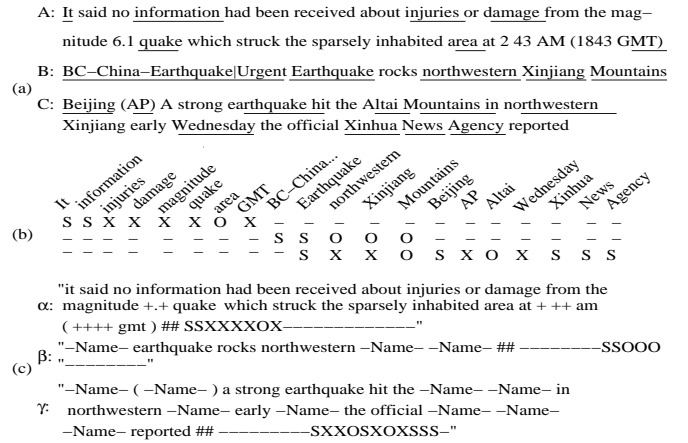 A: It said no information had been received about injuries or damage from the mag–
nitude 6.1 quake which struck the sparsely inhabited area at 2 43 AM (1843 GMT)
B: BC–China–Earthquake|Urgent Earthquake rocks northwestern Xinjiang Mountains
(a)
C: Beijing (AP) A strong earthquake hit the Altai Mountains in northwestern
Xinjiang early Wednesday the official Xinhua News Agency reported
It information injuries damage magnitude quake area GMT BC–China... Earthquake northwestern Xinjiang Mountains Beijing AP Altai Wednesday Xinhua News Agency
S S X X X X O X – – – – – – – – – – – –
(b) – – – – – – – – S S O O O – – – – – – –
– – – – – – – – – S X X O S X O X S S S
"it said no information had been received about injuries or damage from the
α: magnitude +.+ quake which struck the sparsely inhabited area at + ++ am
( ++++ gmt ) ## SSXXXXOX–––––––––––––"
β: "–Name– earthquake rocks northwestern –Name– –Name– ## ––––––––SSOOO
(c) "––––––––"
"–Name– ( –Name– ) a strong earthquake hit the –Name– –Name– in
γ: northwestern –Name– early –Name– the official –Name– –Name–
–Name– reported ## –––––––––SXXOSXOXSSS–"